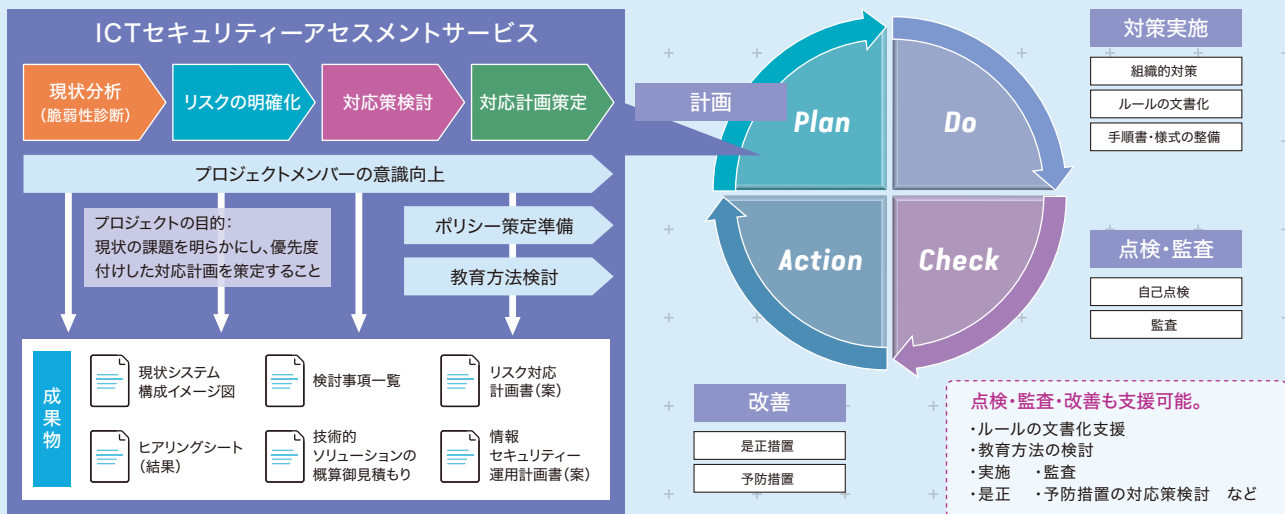 ICTセキュリティーアセスメントサービス
現状分析
(脆弱性診断)
リスクの明確化
対応策検討
対応計画策定
プロジェクトメンバーの意識向上
プロジェクトの目的:
現状の課題を明らかにし、優先度
付けした対応計画を策定すること
ポリシー策定準備
教育方法検討
成果物
現状システム
構成イメージ図
検討事項一覧
リスク対応
計画書(案)
ヒアリングシート
(結果)
技術的
ソリューションの
概算御見積もり
情報
セキュリティー
運用計画書(案)
計画
Plan
Do
Action
Check
対策実施
組織的対策
ルールの文書化
手順書・様式の整備
点検・監査
自己点検
監査
改善
是正措置
予防措置
点検・監査・改善も支援可能。
・ルールの文書化支援
・教育方法の検討
・実施 ・監査
・是正 ・予防措置の対応策検討 など